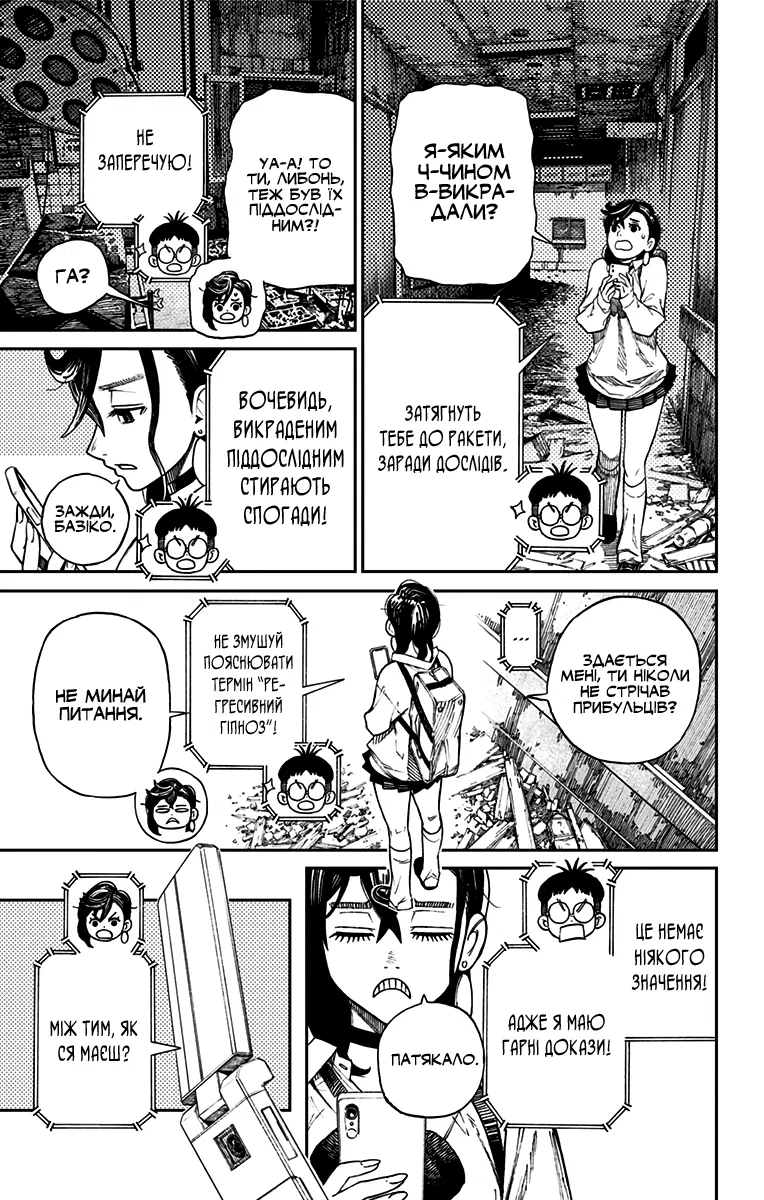 Я-ЯКИМ
Ч-ЧИНОМ
В-ВИКРА-
ДАЛИ?
ЗАТЯГНУТЬ
ТЕБЕ ДО РАКЕТИ,
ЗАРАДИ ДОСЛІДІВ.
УА-А! ТО
ТИ, ЛИБОНЬ,
ТЕЖ БУВ ЇХ
ПІДДОСЛІД-
НИМ?!
НЕ
ЗАПЕРЕЧУЮ!
ГА?
ВОЧЕВИДЬ,
ВИКРАДЕНИМ
ПІДДОСЛІДНИМ
СТИРАЮТЬ
СПОГАДИ!
ЗАЖДИ,
БАЗІКО.
ЗДАЄТЬСЯ
МЕНІ, ТИ НІКОЛИ
НЕ СТРІЧАВ
ПРИБУЛЬЦІВ?
...
НЕ ЗМУШУЙ
ПОЯСНЮВАТИ
ТЕРМІН "РЕ-
ГРЕСИВНИЙ
ГІПНОЗ"!
НЕ МИНАЙ
ПИТАННЯ.
ЦЕ НЕМАЄ
НІЯКОГО
ЗНАЧЕННЯ!
АДЖЕ Я МАЮ
ГАРНІ ДОКАЗИ!
ПАТЯКАЛО.
МІЖ ТИМ, ЯК
СЯ МАЄШ?